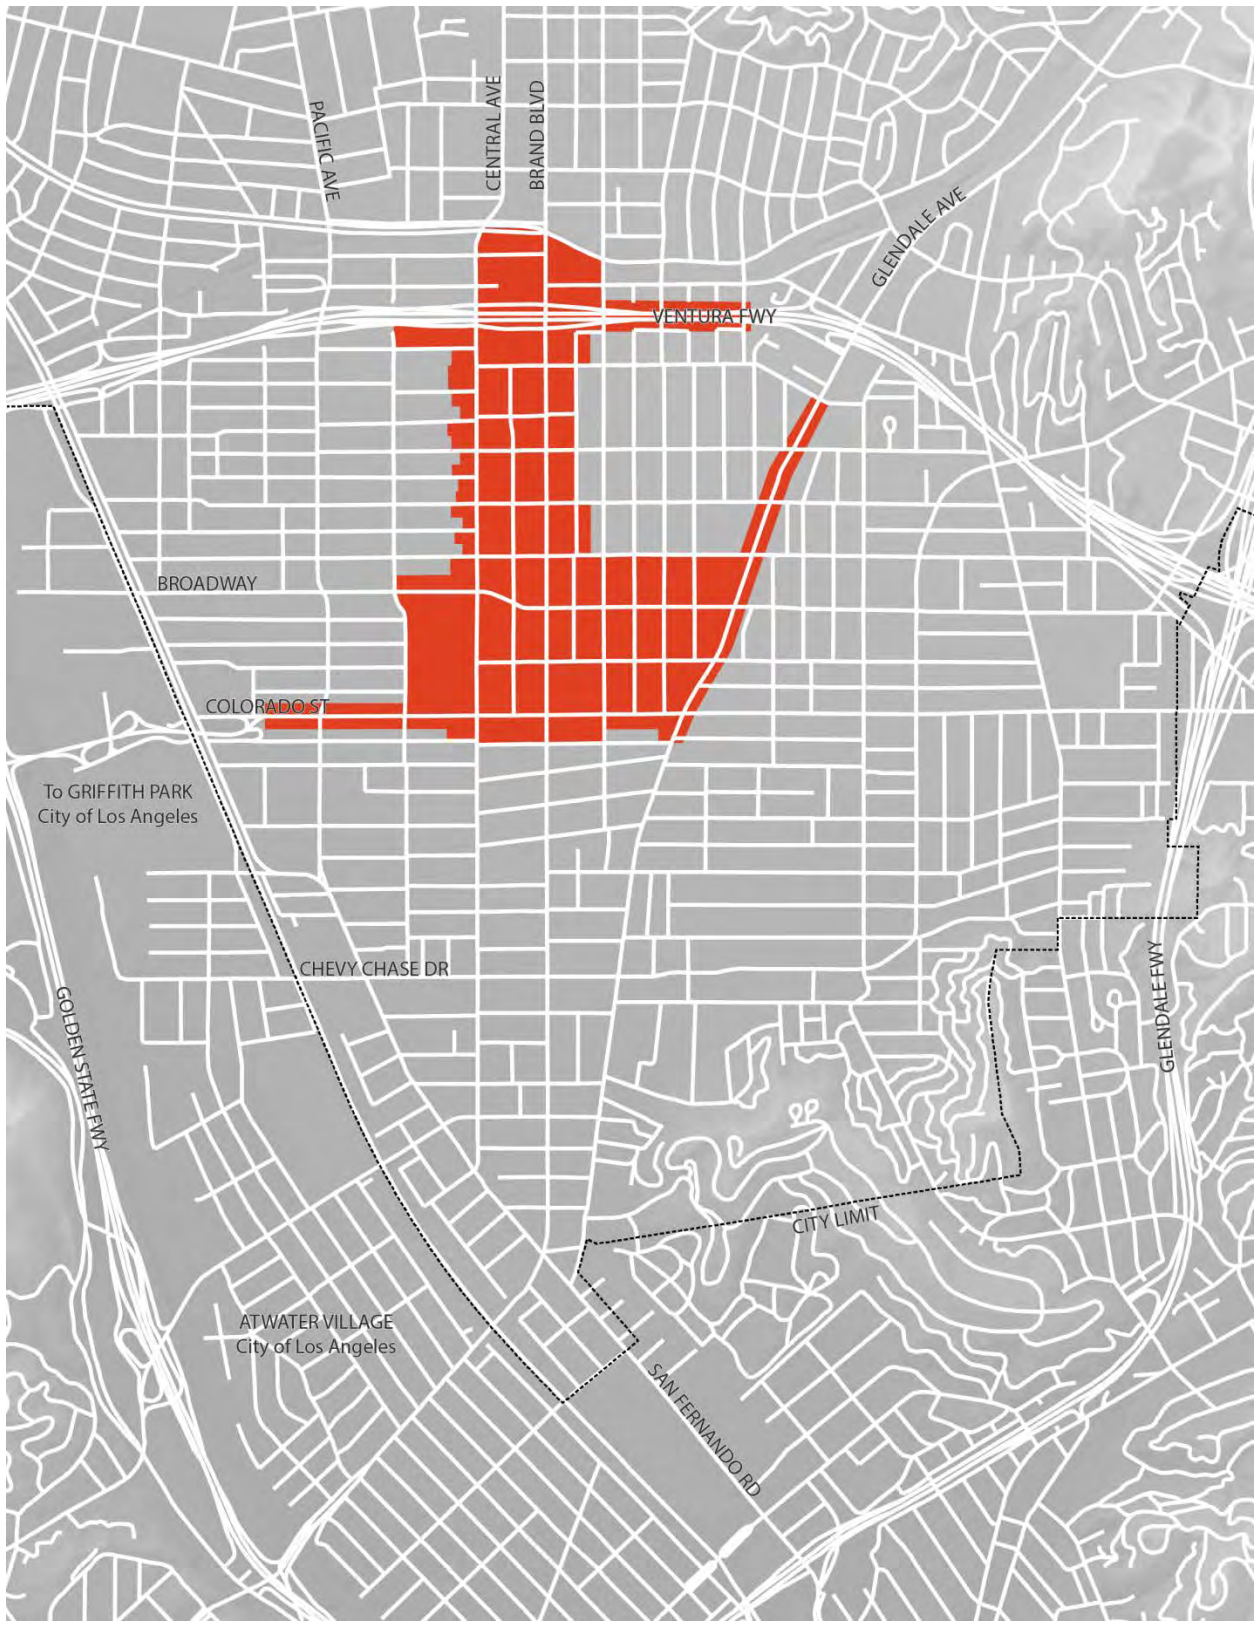 PACIFIC AVE
CENTRAL AVE
BRAND BLVD
GLENDALE AVE
VENTURA FWY
BROADWAY
COLORADO ST
To GRIFFITH PARK
City of Los Angeles
CHEVY CHASE DR
GLENDALE FWY
GOLDEN STATE FWY
CITY LIMIT
ATWATER VILLAGE
City of Los Angeles
SAN FERNANDO RD